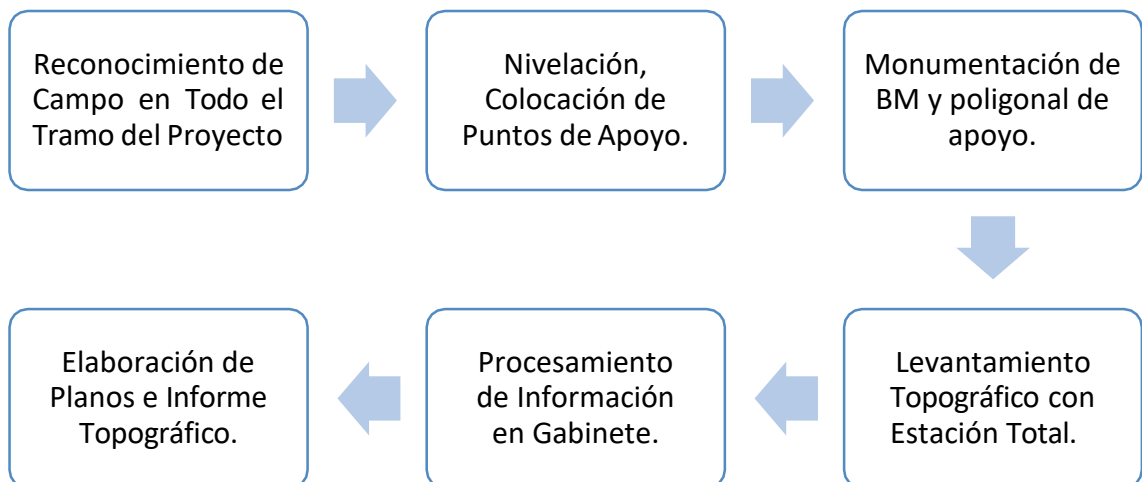 Reconocimiento de
Campo en Todo el
Tramo del Proyecto
Nivelación,
Colocación de
Puntos de Apoyo.
Monumentación de
BM y poligonal de
apoyo.
Levantamiento
Topográfico con
Estación Total.
Procesamiento
de Información
en Gabinete.
Elaboración de
Planos e Informe
Topográfico.